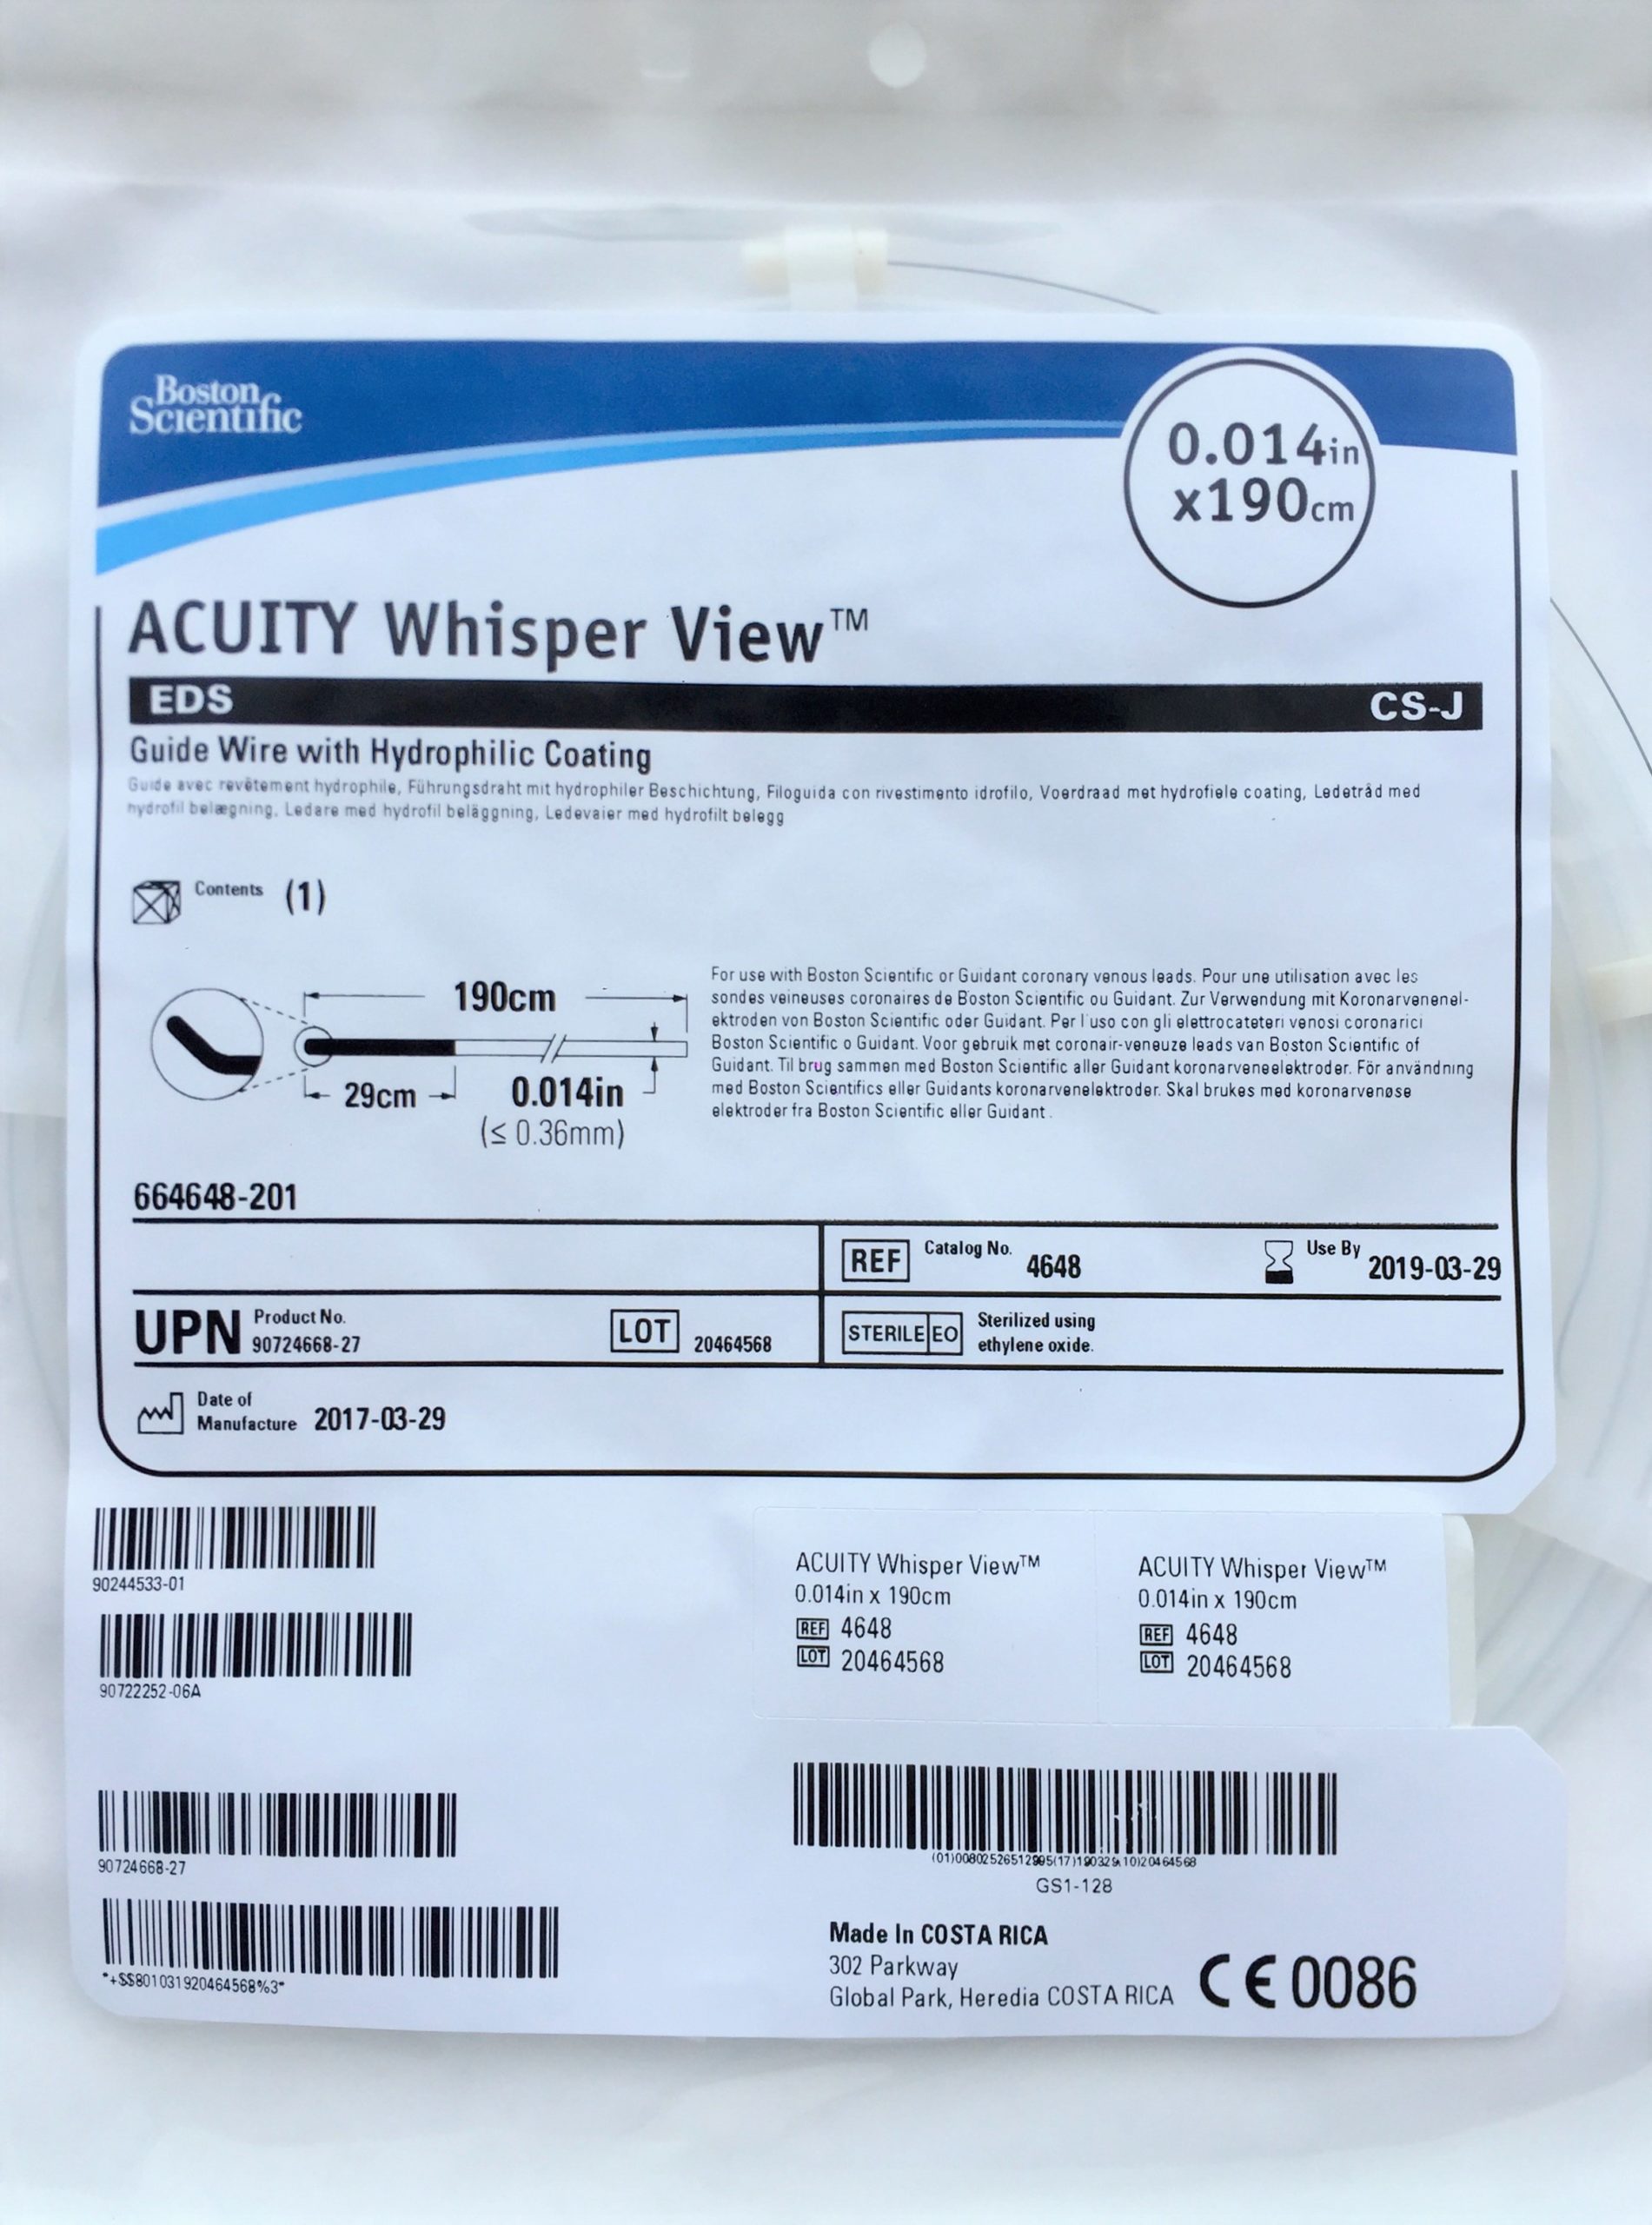 Boston
Scientific
0.014in
x190cm
ACUITY Whisper View™
EDS
CS-J
Guide Wire with Hydrophilic Coating
Guide avec revêtement hydrophile, Führungsdraht mit hydrophiler Beschichtung, Filoguida con rivestimento idrofilo, Voerdraad met hydrofiele coating, Ledetråd med
hydrofil belægning, Ledare med hydrofil beläggning, Ledevaier med hydrofilt belegg
Contents (1)
190cm
29cm
0.014in
(≤ 0.36mm)
For use with Boston Scientific or Guidant coronary venous leads. Pour une utilisation avec les
sondes veineuses coronaires de Boston Scientific ou Guidant. Zur Verwendung mit Koronarvenenel-
ektroden von Boston Scientific oder Guidant. Per l'uso con gli elettrocateteri venosi coronarici
Boston Scientific o Guidant. Voor gebruik met coronair-veneuze leads van Boston Scientific of
Guidant. Til brug sammen med Boston Scientific aller Guidant koronarveneelektroder. För användning
med Boston Scientifics eller Guidants koronarvenelektroder. Skal brukes med koronarvenøse
elektroder fra Boston Scientific eller Guidant.
664648-201
REF Catalog No. 4648
Use By 2019-03-29
UPN Product No.
90724668-27
LOT 20464568
STERILE EO Sterilized using
ethylene oxide.
Date of
Manufacture 2017-03-29
90244533-01
90722252-06A
90724668-27
*+$$801031920464568%3*
ACUITY Whisper View™
0.014in x 190cm
REF 4648
LOT 20464568
ACUITY Whisper View™
0.014in x 190cm
REF 4648
LOT 20464568
GS1-128
Made In COSTA RICA
302 Parkway
Global Park, Heredia COSTA RICA
CE 0086